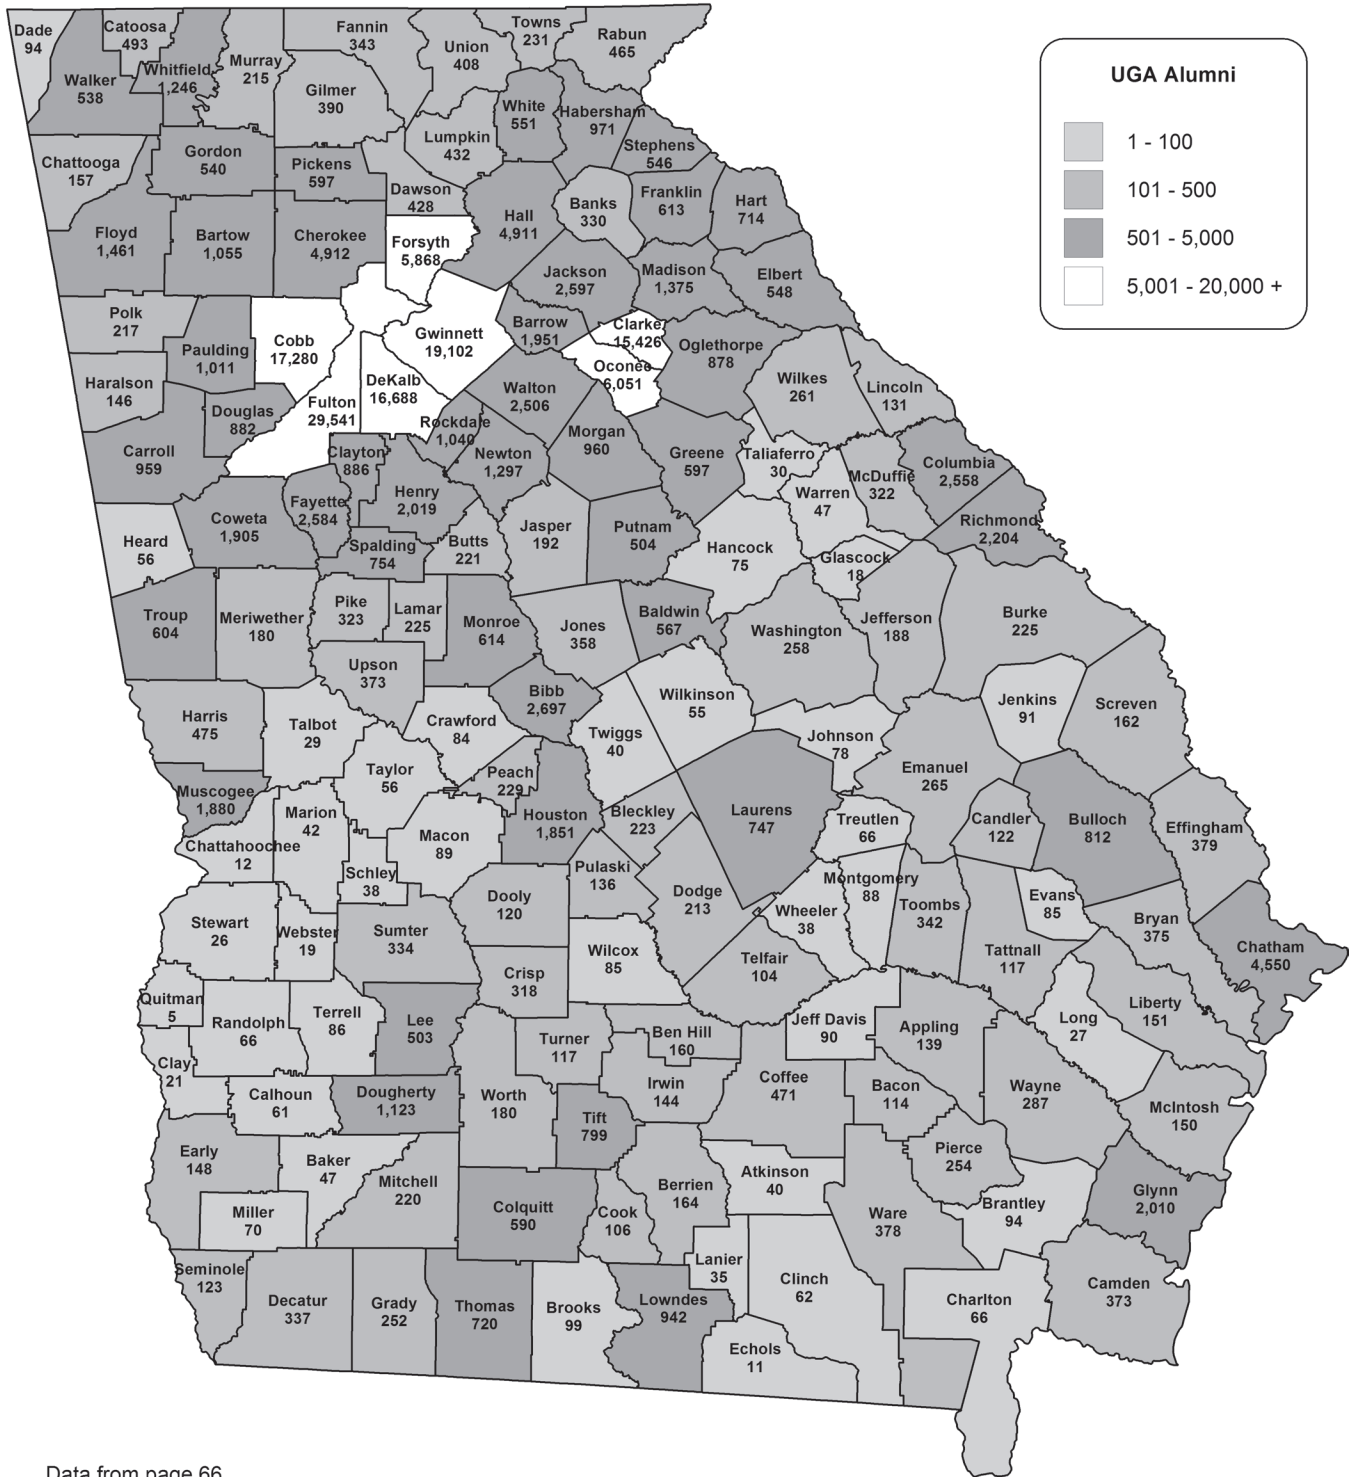 Dade
94
Catoosa
493
Fannin
343
Towns
231
Rabun
465
Union
408
Walker
538
Whitfield
1,246
Murray
215
Gilmer
390
White
551
Habersham
971
Lumpkin
432
Stephens
546
Chattooga
157
Gordon
540
Pickens
597
Dawson
428
Hall
4,911
Banks
330
Franklin
613
Hart
714
Floyd
1,461
Bartow
1,055
Cherokee
4,912
Forsyth
5,868
Jackson
2,597
Madison
1,375
Elbert
548
Polk
217
Paulding
1,011
Cobb
17,280
Gwinnett
19,102
Barrow
1,951
Clarke
15,426
Oconee
6,051
Oglethorpe
878
Wilkes
261
Lincoln
131
Haralson
146
Douglas
882
Fulton
29,541
DeKalb
16,688
Rockdale
1,040
Walton
2,506
Morgan
960
Greene
597
Taliaferro
30
McDuffie
322
Columbia
2,558
Carroll
959
Clayton
886
Newton
1,297
Warren
47
Richmond
2,204
Coweta
1,905
Fayette
2,584
Henry
2,019
Heard
56
Spalding
754
Butts
221
Jasper
192
Putnam
504
Hancock
75
Glascock
18
Troup
604
Meriwether
180
Pike
323
Lamar
225
Monroe
614
Jones
358
Baldwin
567
Washington
258
Jefferson
188
Burke
225
Upson
373
Bibb
2,697
Wilkinson
55
Jenkins
91
Screven
162
Harris
475
Talbot
29
Crawford
84
Twiggs
40
Johnson
78
Emanuel
265
Muscogee
1,880
Taylor
56
Peach
229
Houston
1,851
Bleckley
223
Laurens
747
Treutlen
66
Candler
122
Bulloch
812
Effingham
379
Chattahoochee
12
Marion
42
Macon
89
Schley
38
Pulaski
136
Dodge
213
Montgomery
88
Wheeler
38
Toombs
342
Evans
85
Bryan
375
Stewart
26
Webster
19
Sumter
334
Dooly
120
Wilcox
85
Telfair
104
Tattnall
117
Chatham
4,550
Crisp
318
Quitman
5
Randolph
66
Terrell
86
Lee
503
Turner
117
Ben Hill
160
Jeff Davis
90
Appling
139
Long
27
Liberty
151
Clay
21
Calhoun
61
Dougherty
1,123
Worth
180
Tift
799
Irwin
144
Coffee
471
Bacon
114
Wayne
287
McIntosh
150
Early
148
Baker
47
Mitchell
220
Miller
70
Colquitt
590
Cook
106
Berrien
164
Atkinson
40
Ware
378
Pierce
254
Brantley
94
Glynn
2,010
Seminole
123
Decatur
337
Grady
252
Thomas
720
Brooks
99
Lowndes
942
Lanier
35
Clinch
62
Echols
11
Charlton
66
Camden
373
UGA Alumni
1 - 100
101 - 500
501 - 5,000
5,001 - 20,000 +
Data from page 66